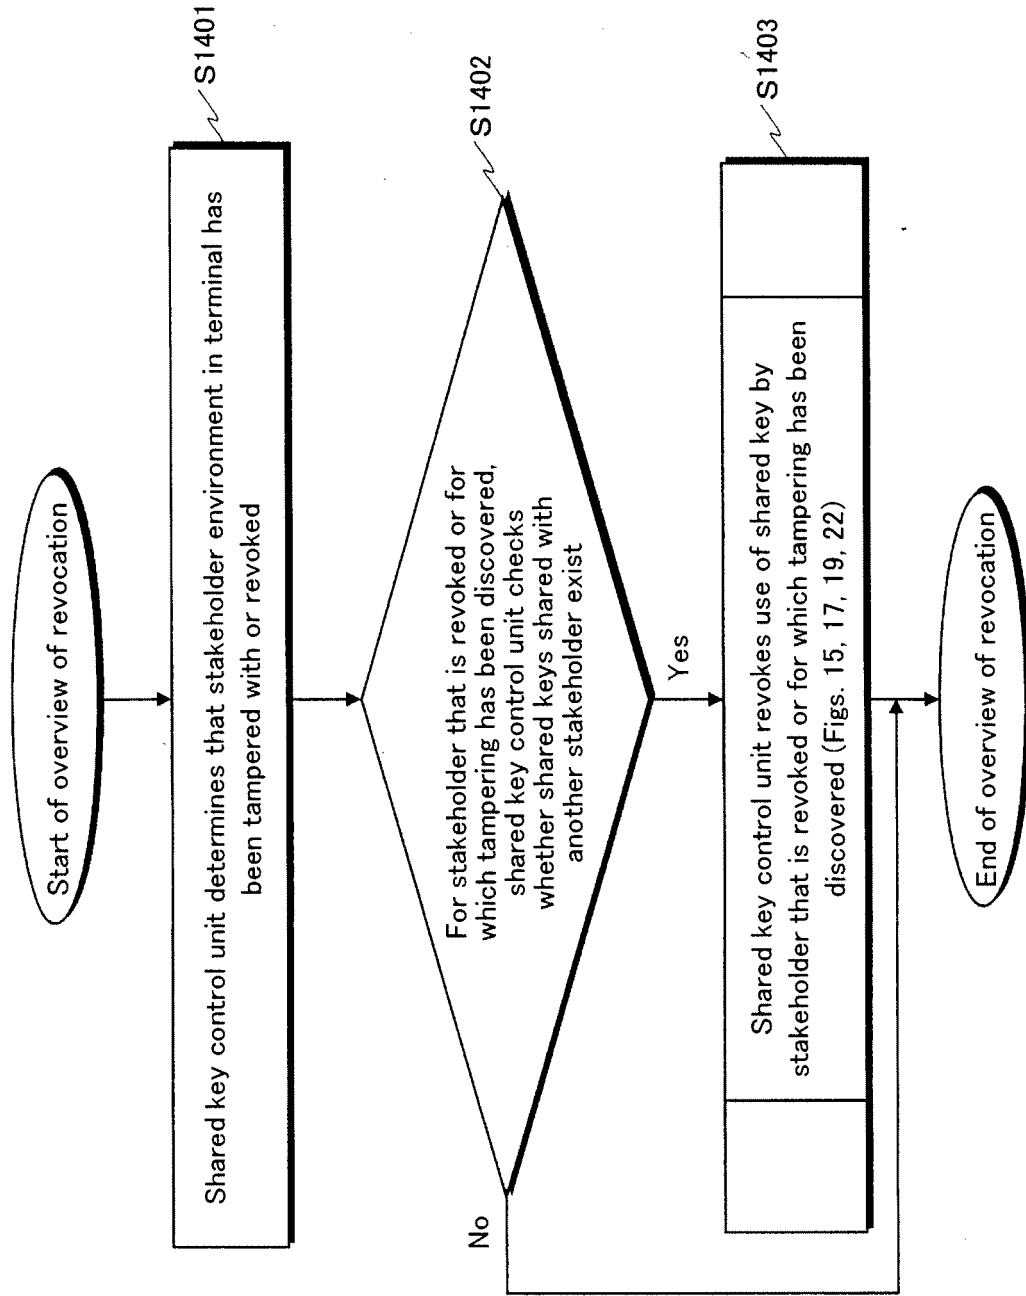 Start of overview of revocation
S1401
Shared key control unit determines that stakeholder environment in terminal has
been tampered with or revoked
S1402
For stakeholder that is revoked or for
which tampering has been discovered,
shared key control unit checks
whether shared keys shared with
another stakeholder exist
No
Yes
S1403
Shared key control unit revokes use of shared key by
stakeholder that is revoked or for which tampering has been
discovered (Figs. 15, 17, 19, 22)
End of overview of revocation